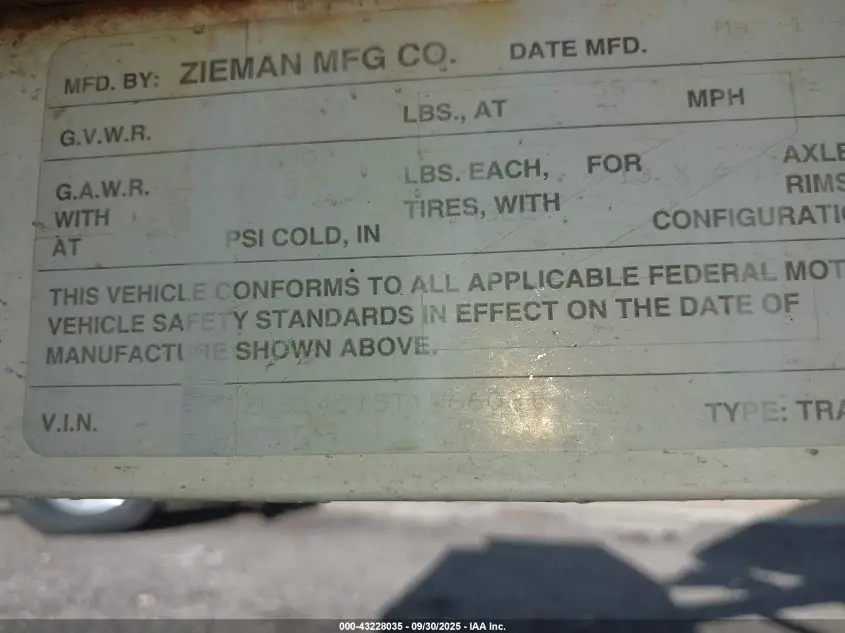 MFD. BY: ZIEMAN MFG CO. DATE MFD.
G.V.W.R. LBS., AT 55 MPH
G.A.W.R. LBS. EACH, FOR
WITH TIRES, WITH
AT PSI COLD, IN
THIS VEHICLE CONFORMS TO ALL APPLICABLE FEDERAL MOT
VEHICLE SAFETY STANDARDS IN EFFECT ON THE DATE OF
MANUFACTURE SHOWN ABOVE.
V.I.N. TYPE: TRA
AXLE
RIMS
CONFIGURATI
000-43228035 - 09/30/2025 - IAA Inc.